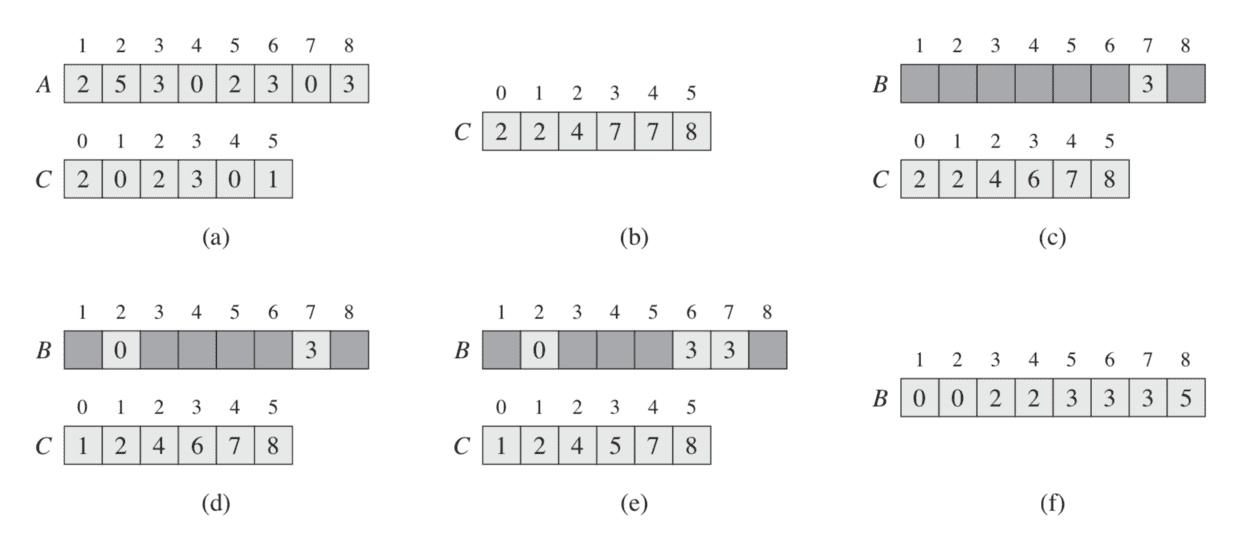 1 2 3 4 5 6 7 8
A 2 5 3 0 2 3 0 3
0 1 2 3 4 5
C 2 0 2 3 0 1
(a)
0 1 2 3 4 5
C 2 2 4 7 7 8
(b)
1 2 3 4 5 6 7 8
B 3
0 1 2 3 4 5
C 2 2 4 6 7 8
(c)
1 2 3 4 5 6 7 8
B 0 3
0 1 2 3 4 5
C 1 2 4 6 7 8
(d)
1 2 3 4 5 6 7 8
B 0 3 3
0 1 2 3 4 5
C 1 2 4 5 7 8
(e)
1 2 3 4 5 6 7 8
B 0 0 2 2 3 3 3 5
(f)